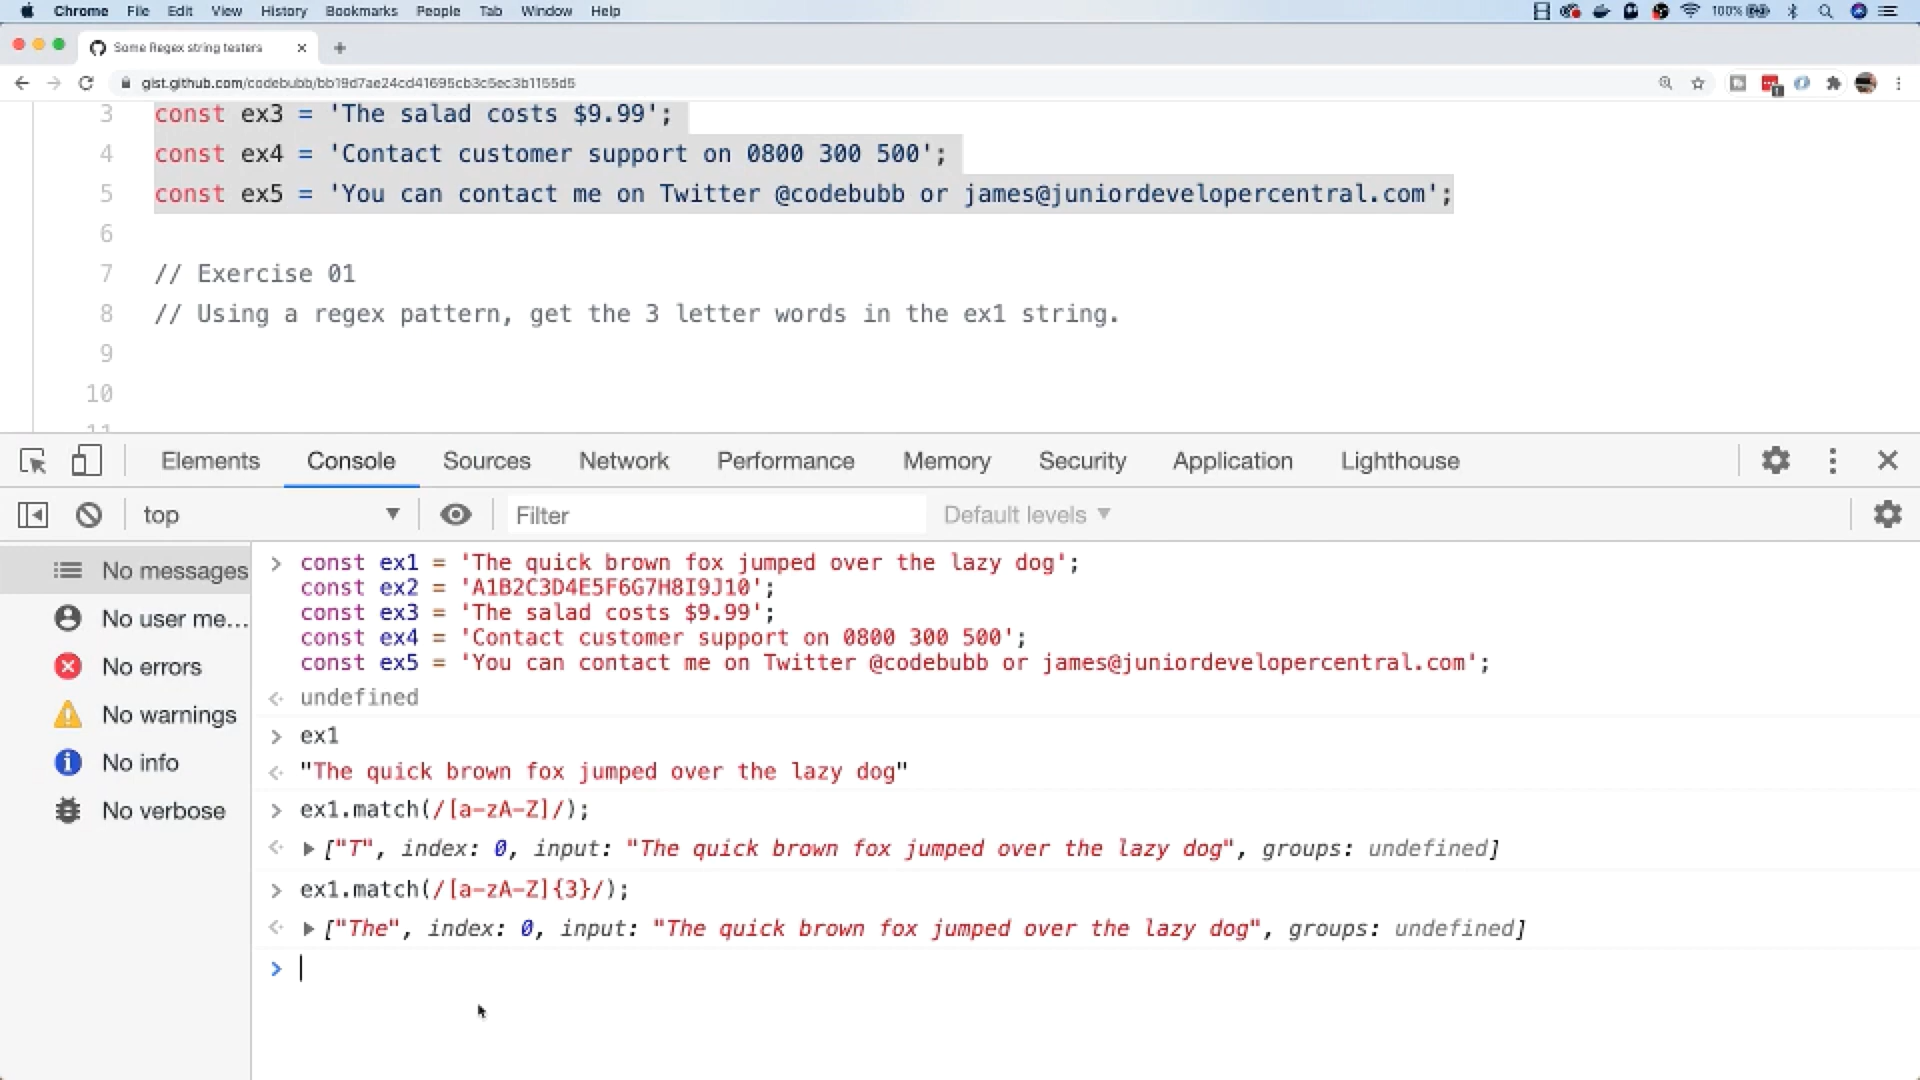 Chrome File Edit View History Bookmarks People Tab Window Help 100%
Some Regex string testers
gist.github.com/codebubb/bb19d7ae24cd41695cb3c5ec3b1155d5
3 const ex3 = 'The salad costs $9.99';
4 const ex4 = 'Contact customer support on 0800 300 500';
5 const ex5 = 'You can contact me on Twitter @codebubb or james@juniordevelopercentral.com';
6
7 // Exercise 01
8 // Using a regex pattern, get the 3 letter words in the ex1 string.
9
10
11
Elements Console Sources Network Performance Memory Security Application Lighthouse
top Filter Default levels
No messages
No user me...
No errors
No warnings
No info
No verbose
> const ex1 = 'The quick brown fox jumped over the lazy dog';
const ex2 = 'A1B2C3D4E5F6G7H8I9J10';
const ex3 = 'The salad costs $9.99';
const ex4 = 'Contact customer support on 0800 300 500';
const ex5 = 'You can contact me on Twitter @codebubb or james@juniordevelopercentral.com';
undefined
> ex1
"The quick brown fox jumped over the lazy dog"
> ex1.match(/[a-zA-Z]/);
["T", index: 0, input: "The quick brown fox jumped over the lazy dog", groups: undefined]
> ex1.match(/[a-zA-Z]{3}/);
["The", index: 0, input: "The quick brown fox jumped over the lazy dog", groups: undefined]
>